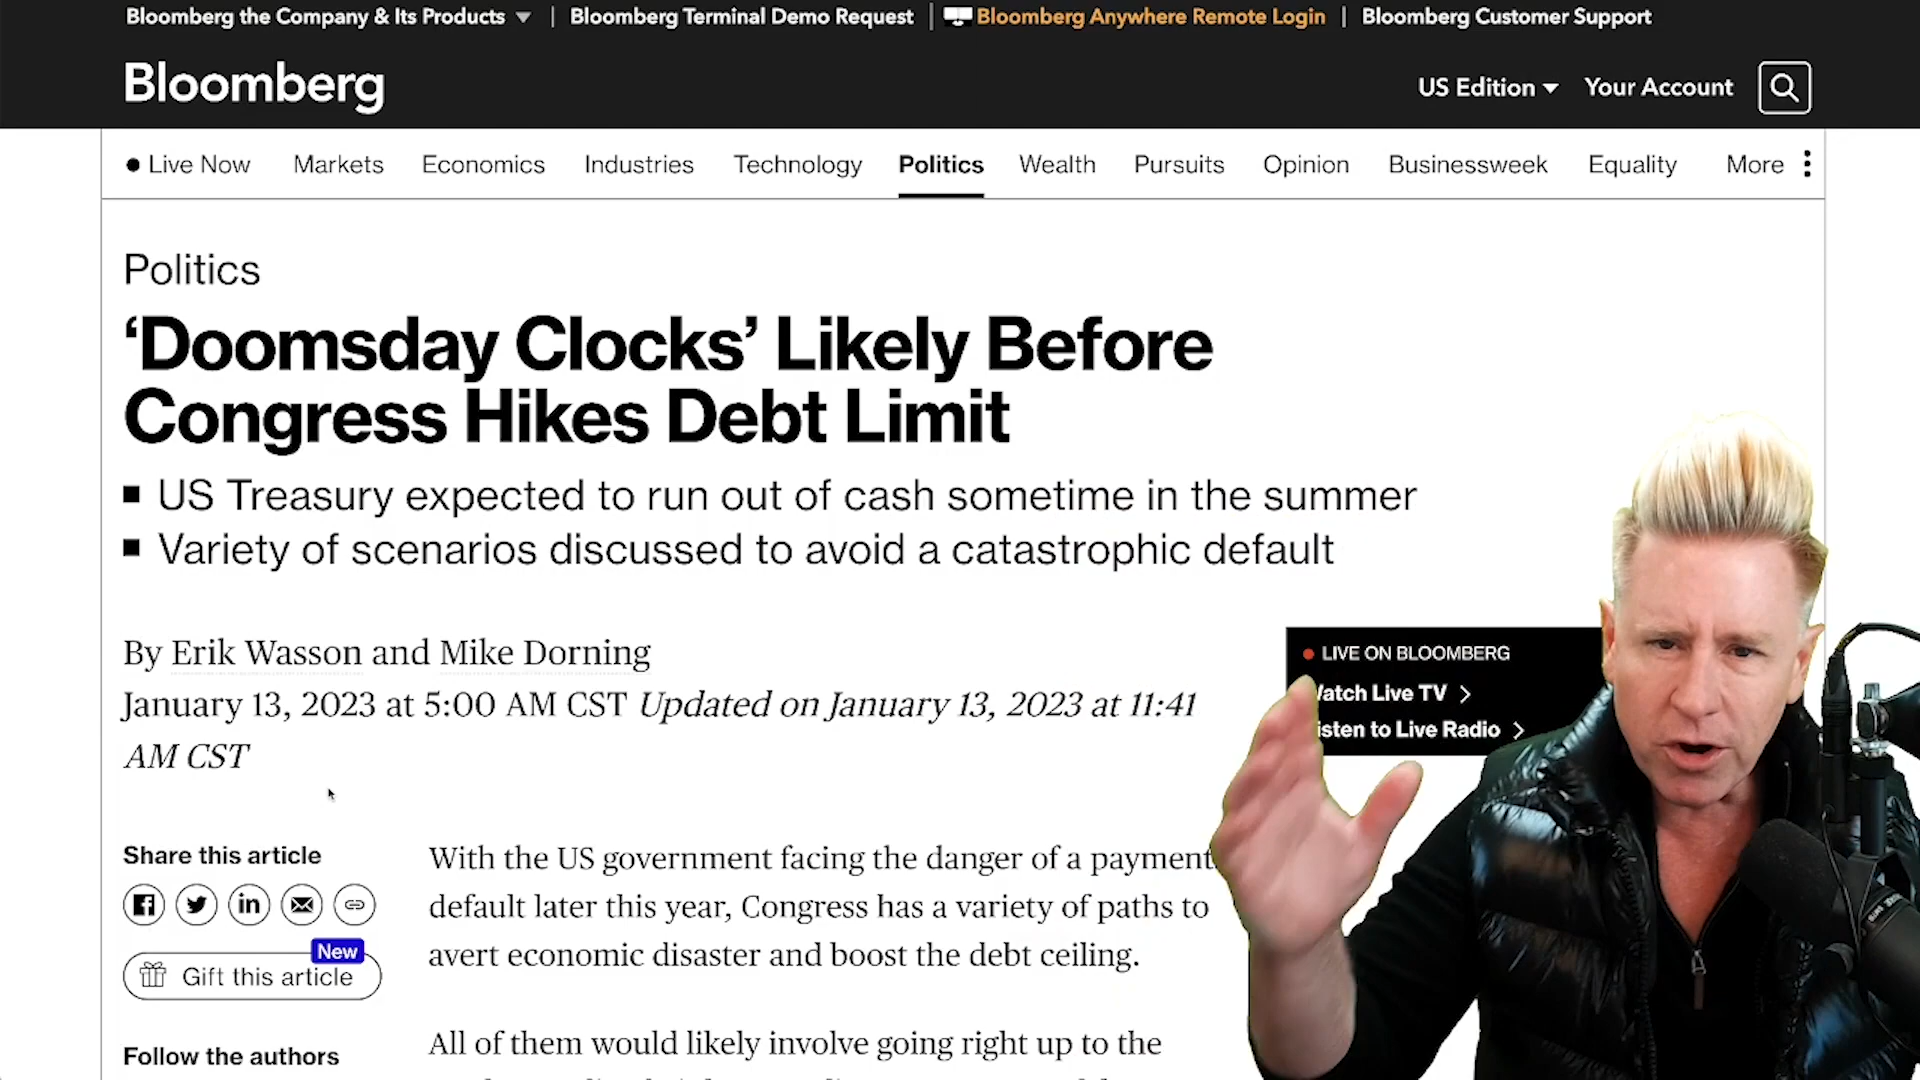 Bloomberg the Company & Its Products ▼ | Bloomberg Terminal Demo Request | Bloomberg Anywhere Remote Login | Bloomberg Customer Support
Bloomberg
US Edition ▼ Your Account
Live Now Markets Economics Industries Technology Politics Wealth Pursuits Opinion Businessweek Equality More
Politics
‘Doomsday Clocks’ Likely Before
Congress Hikes Debt Limit
■ US Treasury expected to run out of cash sometime in the summer
■ Variety of scenarios discussed to avoid a catastrophic default
By Erik Wasson and Mike Dorning
January 13, 2023 at 5:00 AM CST Updated on January 13, 2023 at 11:41
AM CST
LIVE ON BLOOMBERG
Watch Live TV >
Listen to Live Radio >
Share this article
New
Gift this article
Follow the authors
With the US government facing the danger of a payment
default later this year, Congress has a variety of paths to
avert economic disaster and boost the debt ceiling.
All of them would likely involve going right up to the